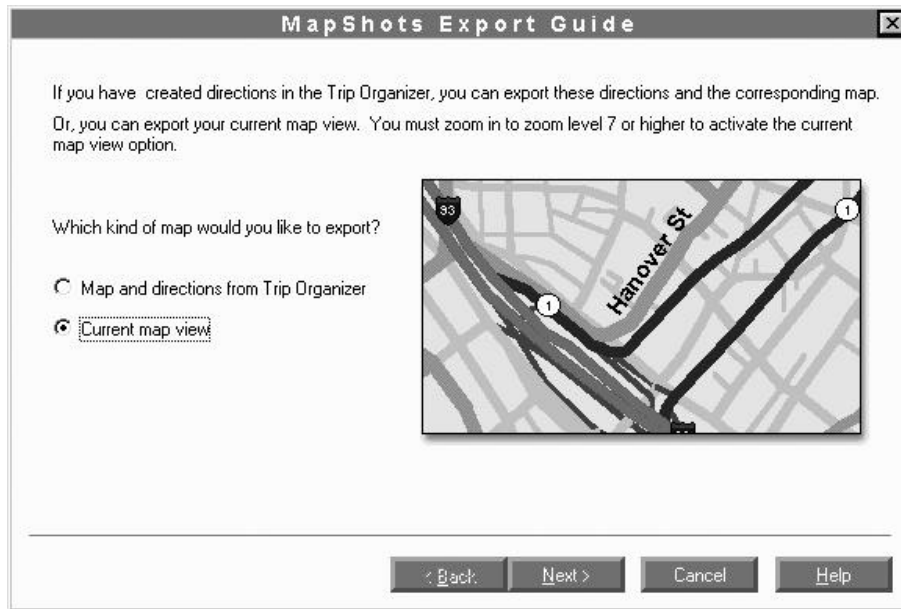 MapShots Export Guide
If you have created directions in the Trip Organizer, you can export these directions and the corresponding map.
Or, you can export your current map view. You must zoom in to zoom level 7 or higher to activate the current
map view option.
Which kind of map would you like to export?
Map and directions from Trip Organizer
Current map view
93
1
Hanover St
1
< Back
Next >
Cancel
Help